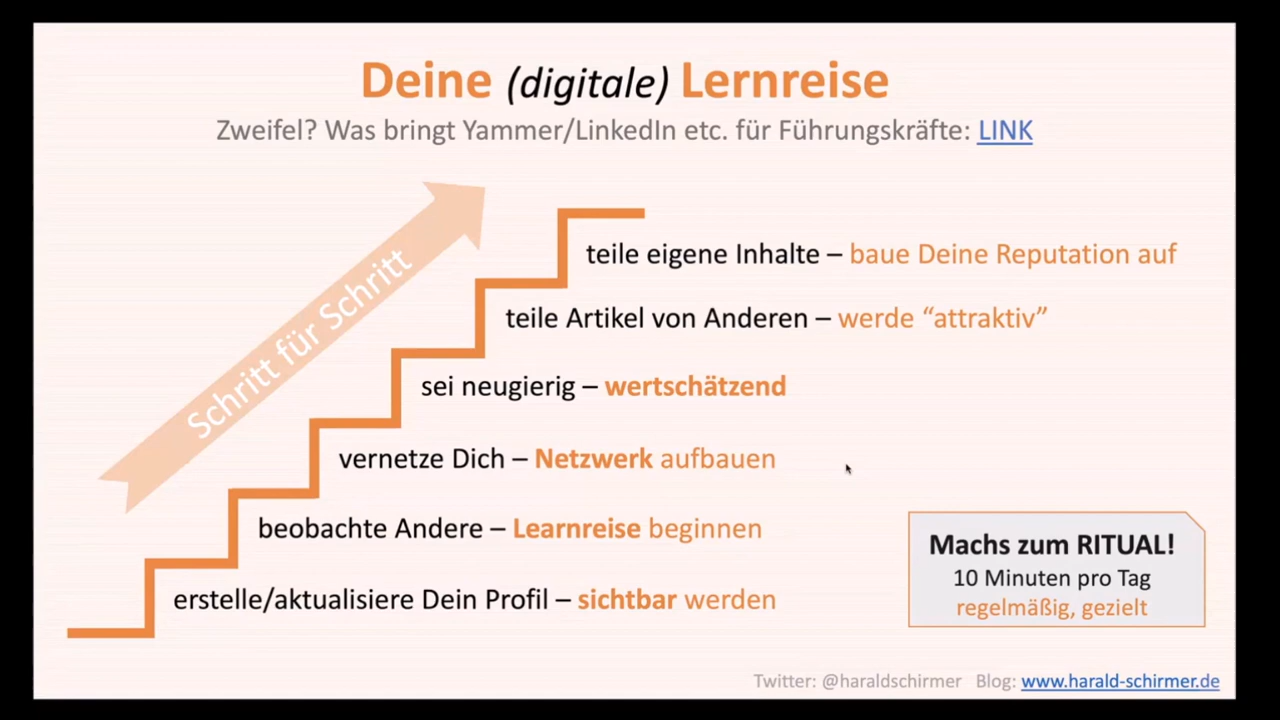 Deine (digitale) Lernreise
Zweifel? Was bringt Yammer/LinkedIn etc. für Führungskräfte: LINK
Schritt für Schritt
teile eigene Inhalte – baue Deine Reputation auf
teile Artikel von Anderen – werde “attraktiv”
sei neugierig – wertschätzend
vernetze Dich – Netzwerk aufbauen
beobachte Andere – Learnreise beginnen
erstelle/aktualisiere Dein Profil – sichtbar werden
Machs zum RITUAL!
10 Minuten pro Tag
regelmäßig, gezielt
Twitter: @haraldschirmer Blog: www.harald-schirmer.de